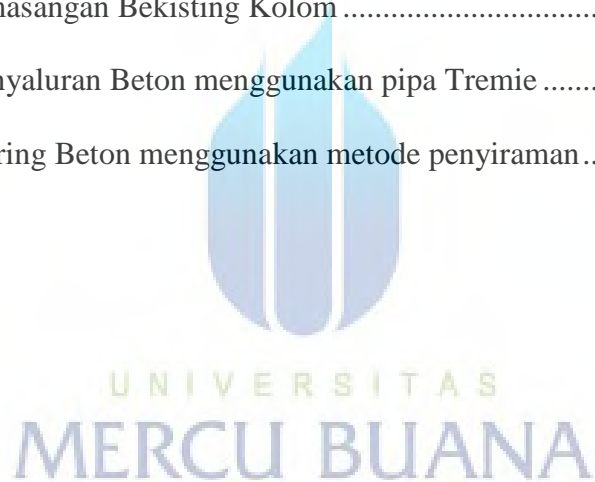 masangan Bekisting Kolom ....................................
nyaluran Beton menggunakan pipa Tremie .......
ring Beton menggunakan metode penyiraman..
UNIVERSITAS
MERCU BUANA